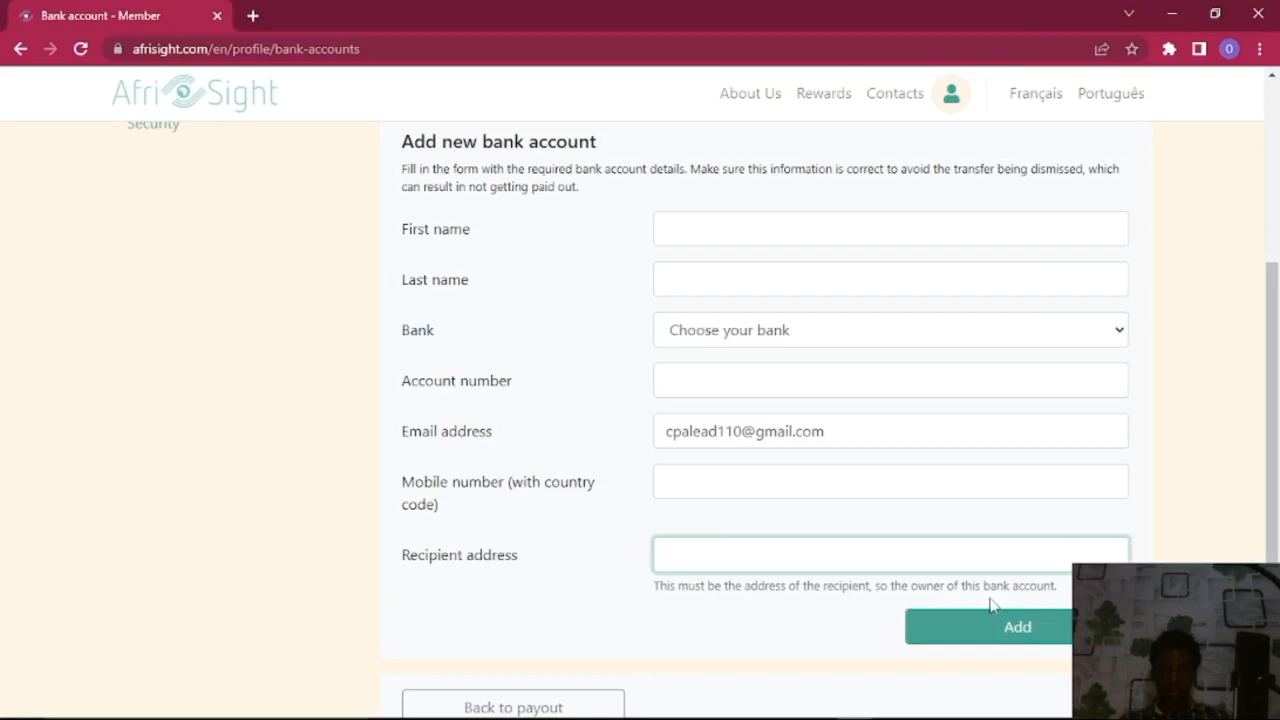 Bank account - Member
afrisight.com/en/profile/bank-accounts
O
Afri Sight
About Us Rewards Contacts Français Português
Security
Add new bank account
Fill in the form with the required bank account details. Make sure this information is correct to avoid the transfer being dismissed, which
can result in not getting paid out.
First name
Last name
Bank Choose your bank
Account number
Email address cpalead110@gmail.com
Mobile number (with country
code)
Recipient address
This must be the address of the recipient, so the owner of this bank account.
Add
Back to payout